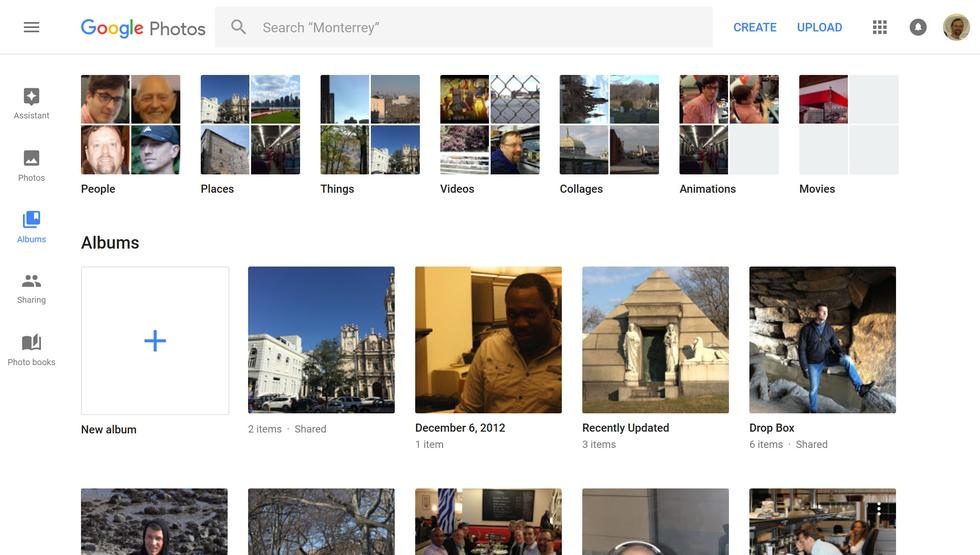 Google Photos
Search “Monterrey”
CREATE
UPLOAD
Assistant
Photos
Albums
Sharing
Photo books
People
Places
Things
Videos
Collages
Animations
Movies
Albums
New album
2 items · Shared
December 6, 2012
1 item
Recently Updated
3 items
Drop Box
6 items · Shared